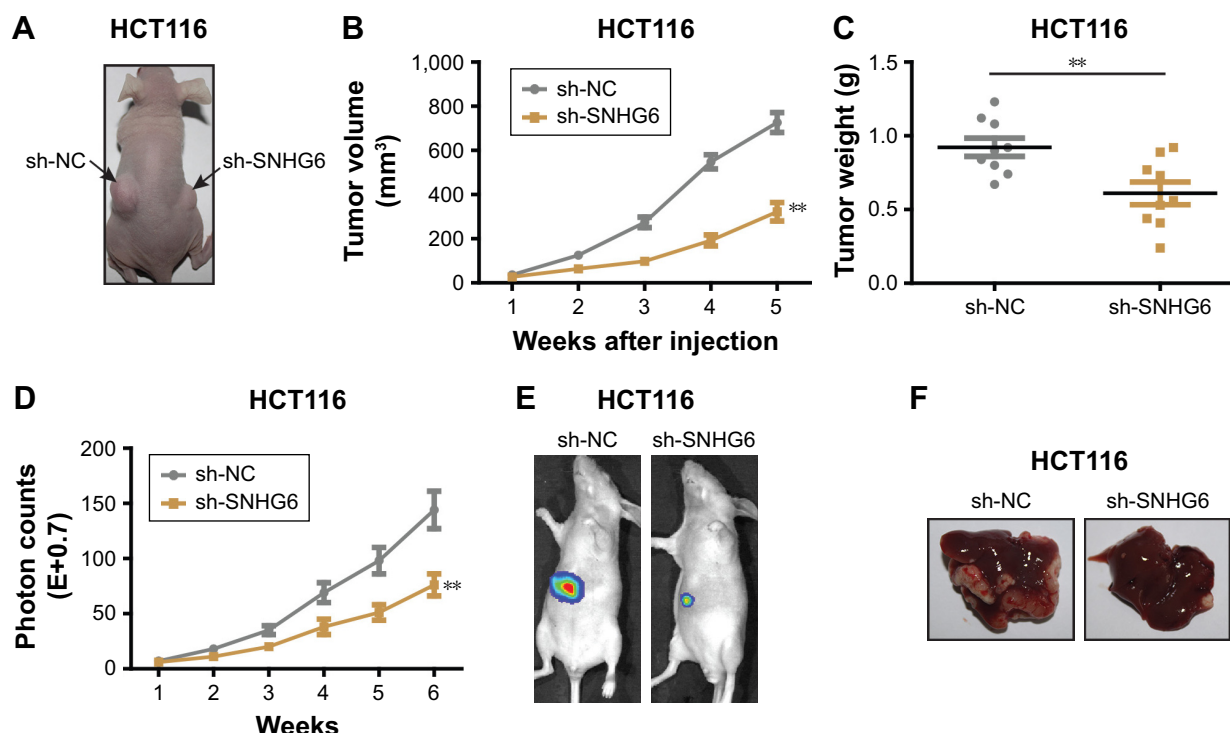 A
HCT116
sh-NC
sh-SNHG6
B
HCT116
Tumor volume
(mm³)
1,000
800
600
400
200
0
sh-NC
sh-SNHG6
**
1 2 3 4 5
Weeks after injection
C
HCT116
Tumor weight (g)
1.5
1.0
0.5
0.0
**
sh-NC sh-SNHG6
D
HCT116
Photon counts
(E+0.7)
200
150
100
50
0
sh-NC
sh-SNHG6
**
1 2 3 4 5 6
Weeks
E
HCT116
sh-NC sh-SNHG6
F
HCT116
sh-NC sh-SNHG6